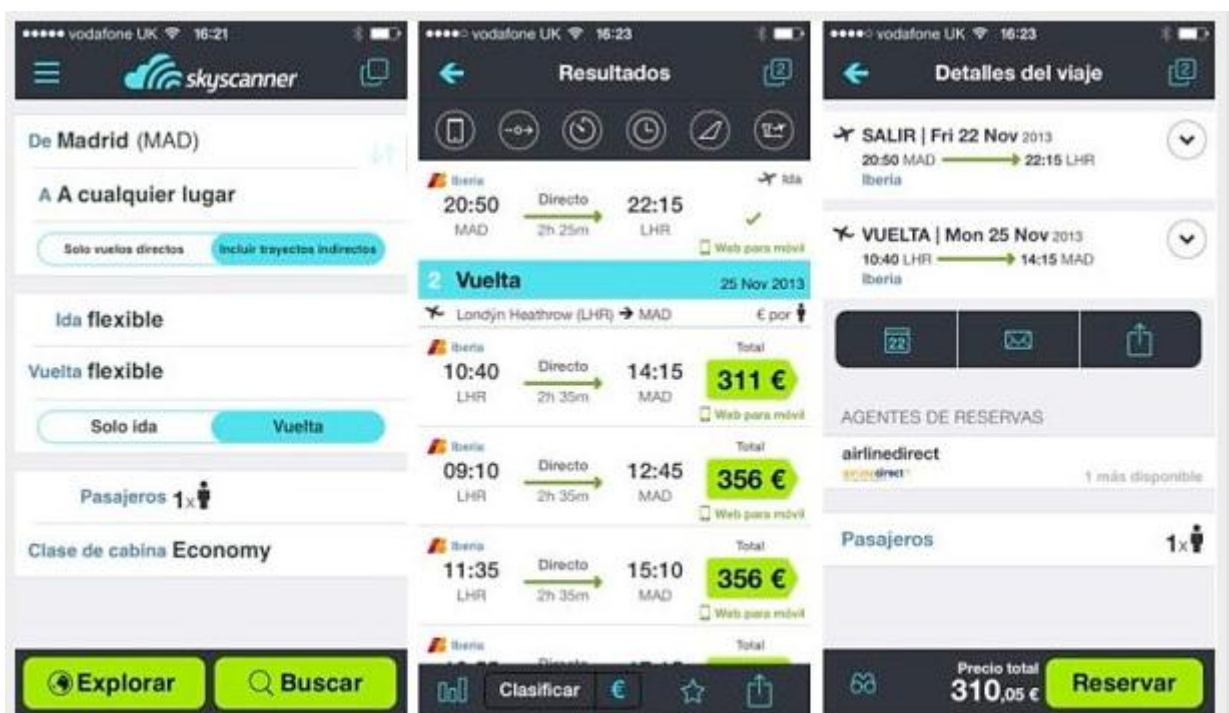 vodafone UK 16:21
skyscanner
De Madrid (MAD)
A A cualquier lugar
Solo vuelos directos Incluir trayectos indirectos
Ida flexible
Vuelta flexible
Solo ida Vuelta
Pasajeros 1x
Clase de cabina Economy
Explorar Buscar
vodafone UK 16:23
Resultados 2
Iberia Ida
20:50 Directo 22:15
MAD 2h 25m LHR
Web para móvil
2 Vuelta 25 Nov 2013
Londýn Heathrow (LHR) → MAD € por
Iberia Total
10:40 Directo 14:15 311 €
LHR 2h 35m MAD
Web para móvil
Iberia Total
09:10 Directo 12:45 356 €
LHR 2h 35m MAD
Web para móvil
Iberia Total
11:35 Directo 15:10 356 €
LHR 2h 35m MAD
Web para móvil
Iberia Total
Clasificar €
vodafone UK 16:23
Detalles del viaje 2
SALIR | Fri 22 Nov 2013
20:50 MAD 22:15 LHR
Iberia
VUELTA | Mon 25 Nov 2013
10:40 LHR 14:15 MAD
Iberia
22
AGENTES DE RESERVAS
airlinedirect
airlinedirect
1 más disponible
Pasajeros 1x
Precio total
310,05 € Reservar